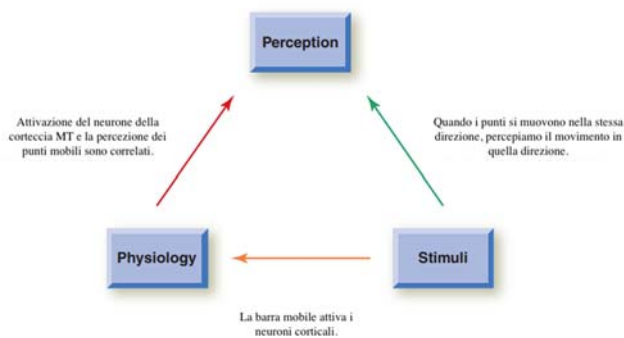 Perception
Attivazione del neurone della
corteccia MT e la percezione dei
punti mobili sono correlati.
Quando i punti si muovono nella stessa
direzione, percepiamo il movimento in
quella direzione.
Physiology
Stimuli
La barra mobile attiva i
neuroni corticali.